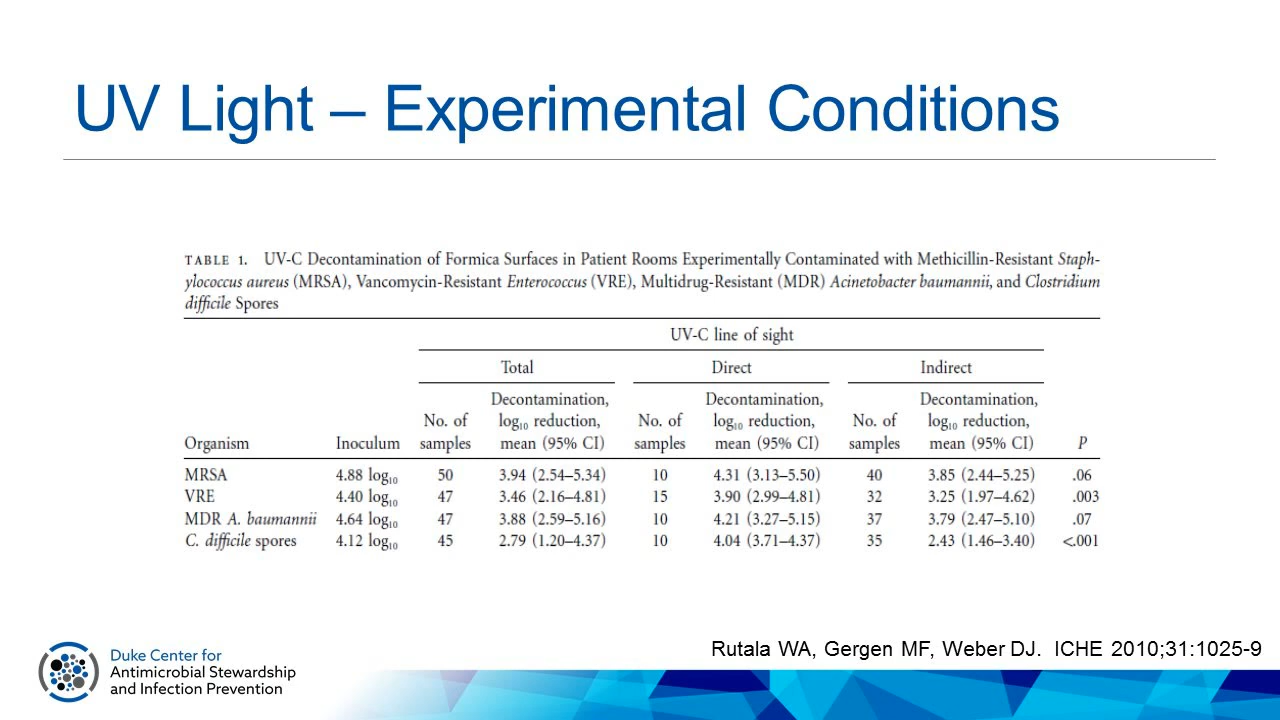 UV Light – Experimental Conditions
TABLE 1. UV-C Decontamination of Formica Surfaces in Patient Rooms Experimentally Contaminated with Methicillin-Resistant Staph-
ylococcus aureus (MRSA), Vancomycin-Resistant Enterococcus (VRE), Multidrug-Resistant (MDR) Acinetobacter baumannii, and Clostridium
difficile Spores
UV-C line of sight
Total Direct Indirect
Decontamination, Decontamination, Decontamination,
No. of log10 reduction, No. of log10 reduction, No. of log10 reduction,
Organism Inoculum samples mean (95% CI) samples mean (95% CI) samples mean (95% CI) P
MRSA 4.88 log10 50 3.94 (2.54–5.34) 10 4.31 (3.13–5.50) 40 3.85 (2.44–5.25) .06
VRE 4.40 log10 47 3.46 (2.16–4.81) 15 3.90 (2.99–4.81) 32 3.25 (1.97–4.62) .003
MDR A. baumannii 4.64 log10 47 3.88 (2.59–5.16) 10 4.21 (3.27–5.15) 37 3.79 (2.47–5.10) .07
C. difficile spores 4.12 log10 45 2.79 (1.20–4.37) 10 4.04 (3.71–4.37) 35 2.43 (1.46–3.40) <.001
Rutala WA, Gergen MF, Weber DJ. ICHE 2010;31:1025-9
Duke Center for
Antimicrobial Stewardship
and Infection Prevention